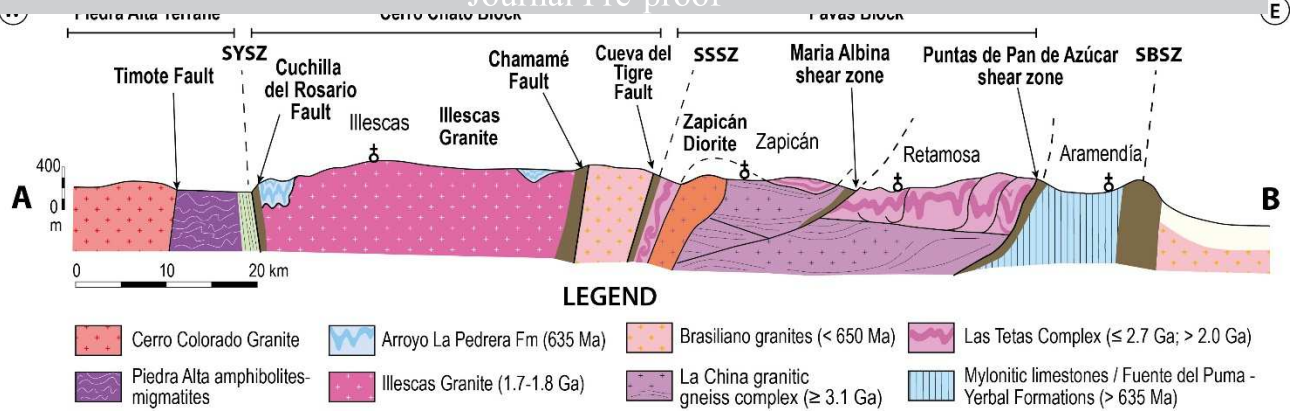 Journal Pre-proof
W
Piedra Alta Terrane
Cerro Chato Block
Pavas Block
E
SYSZ
Timote Fault
Cuchilla
del Rosario
Fault
Illescas
Illescas
Granite
Chamamé
Fault
Cueva del
Tigre
Fault
SSSZ
Zapicán
Diorite
Zapicán
Maria Albina
shear zone
Retamosa
Puntas de Pan de Azúcar
shear zone
Aramendía
SBSZ
A
400
0
m
B
0 10 20 km
LEGEND
Cerro Colorado Granite
Arroyo La Pedrera Fm (635 Ma)
Brasiliano granites (< 650 Ma)
Las Tetas Complex (≤ 2.7 Ga; > 2.0 Ga)
Piedra Alta amphibolites-
migmatites
Illescas Granite (1.7-1.8 Ga)
La China granitic
gneiss complex (≥ 3.1 Ga)
Mylonitic limestones / Fuente del Puma -
Yerbal Formations (> 635 Ma)